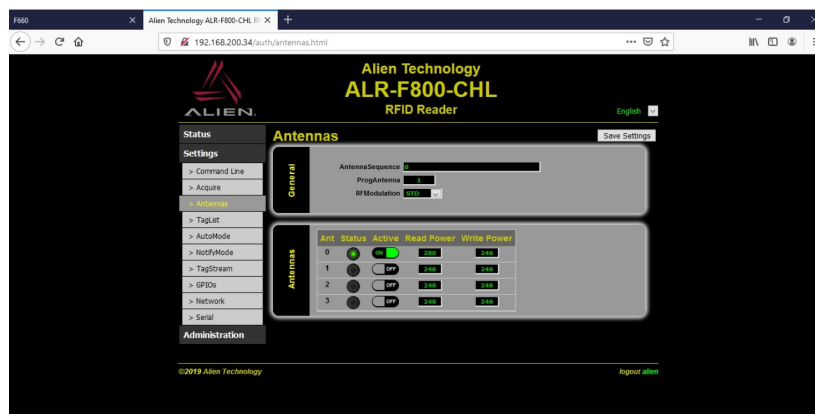 F660
Alien Technology ALR-F800-CHL RF
192.168.200.34/auth/antennas.html
Alien Technology
ALR-F800-CHL
RFID Reader
ALIEN.
English
Status
Antennas
Save Settings
Settings
> Command Line
> Acquire
> Antennas
> TagList
> AutoMode
> NotifyMode
> TagStream
> GPIOs
> Network
> Serial
Administration
General
AntennaSequence 0
ProgAntenna 1
RFModulation STD
Antennas
Ant Status Active Read Power Write Power
0 ON 280 246
1 OFF 246 246
2 OFF 246 246
3 OFF 246 246
©2019 Alien Technology
logout alien